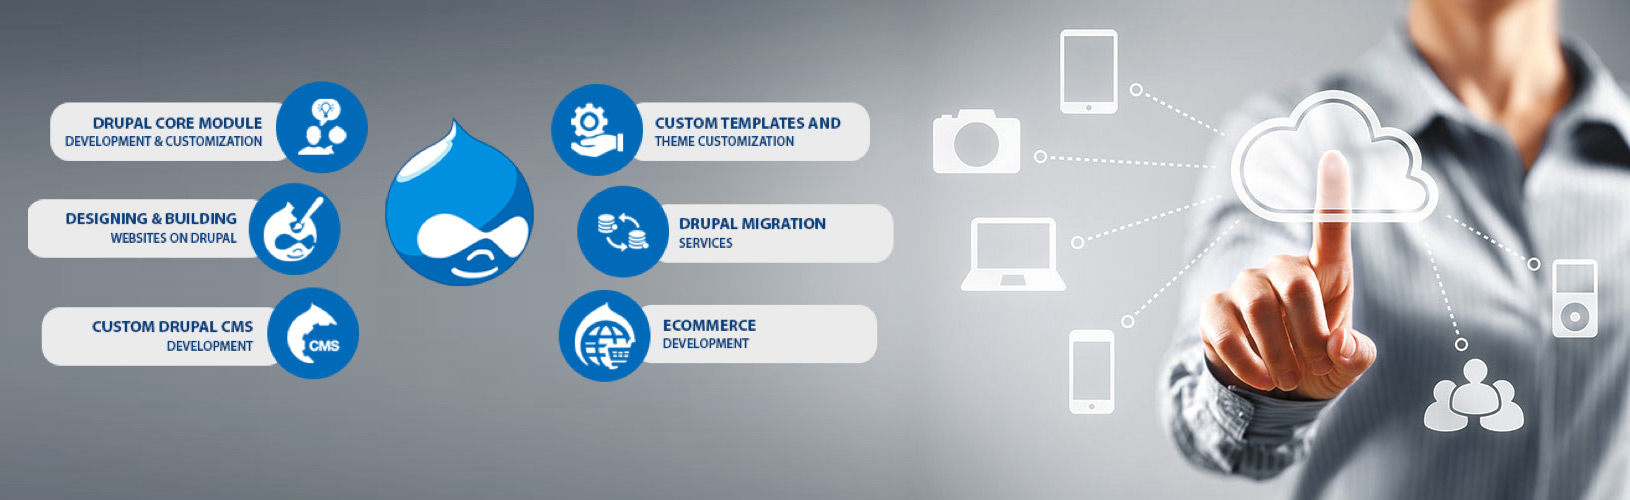 DRUPAL CORE MODULE
DEVELOPMENT & CUSTOMIZATION
DESIGNING & BUILDING
WEBSITES ON DRUPAL
CUSTOM DRUPAL CMS
DEVELOPMENT
CMS
CUSTOM TEMPLATES AND
THEME CUSTOMIZATION
DRUPAL MIGRATION
SERVICES
ECOMMERCE
DEVELOPMENT